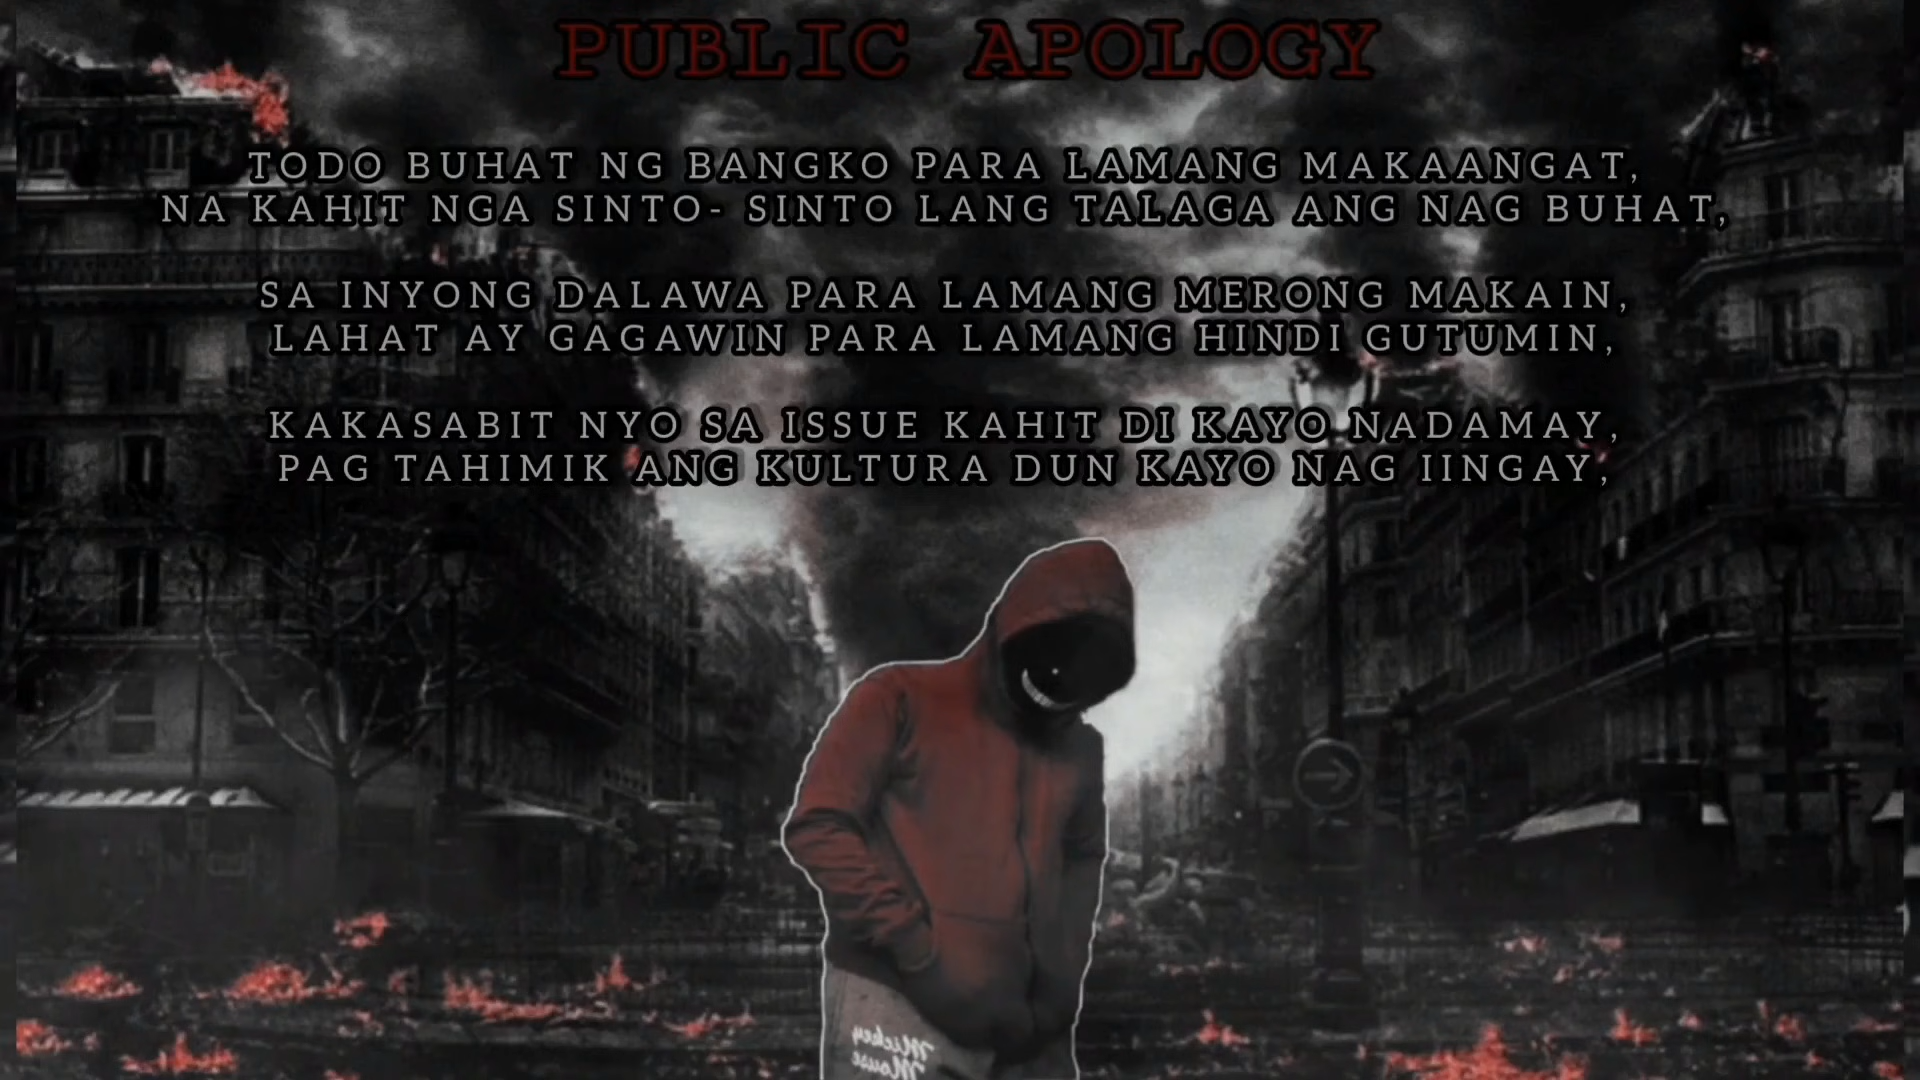 PUBLIC APOLOGY
TODO BUHAT NG BANGKO PARA LAMANG MAKAANGAT,
NA KAHIT NGA SINTO- SINTO LANG TALAGA ANG NAG BUHAT,
SA INYONG DALAWA PARA LAMANG MERONG MAKAIN,
LAHAT AY GAGAWIN PARA LAMANG HINDI GUTUMIN,
KAKASABIT NYO SA ISSUE KAHIT DI KAYO NADAMAY,
PAG TAHIMIK ANG KULTURA DUN KAYO NAG IINGAY,
Mickey
Mouse